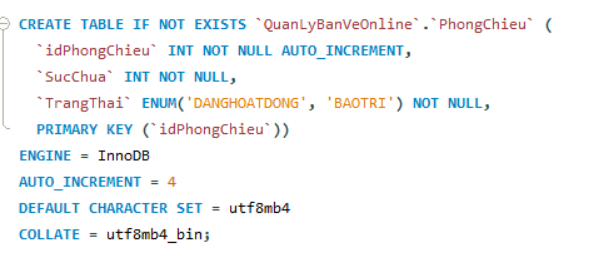 CREATE TABLE IF NOT EXISTS `QuanLyBanVeOnline`.`PhongChieu` (
`idPhongChieu` INT NOT NULL AUTO_INCREMENT,
`SucChua` INT NOT NULL,
`TrangThai` ENUM('DANGHOATDONG', 'BAOTRI') NOT NULL,
PRIMARY KEY (`idPhongChieu`))
ENGINE = InnoDB
AUTO_INCREMENT = 4
DEFAULT CHARACTER SET = utf8mb4
COLLATE = utf8mb4_bin;